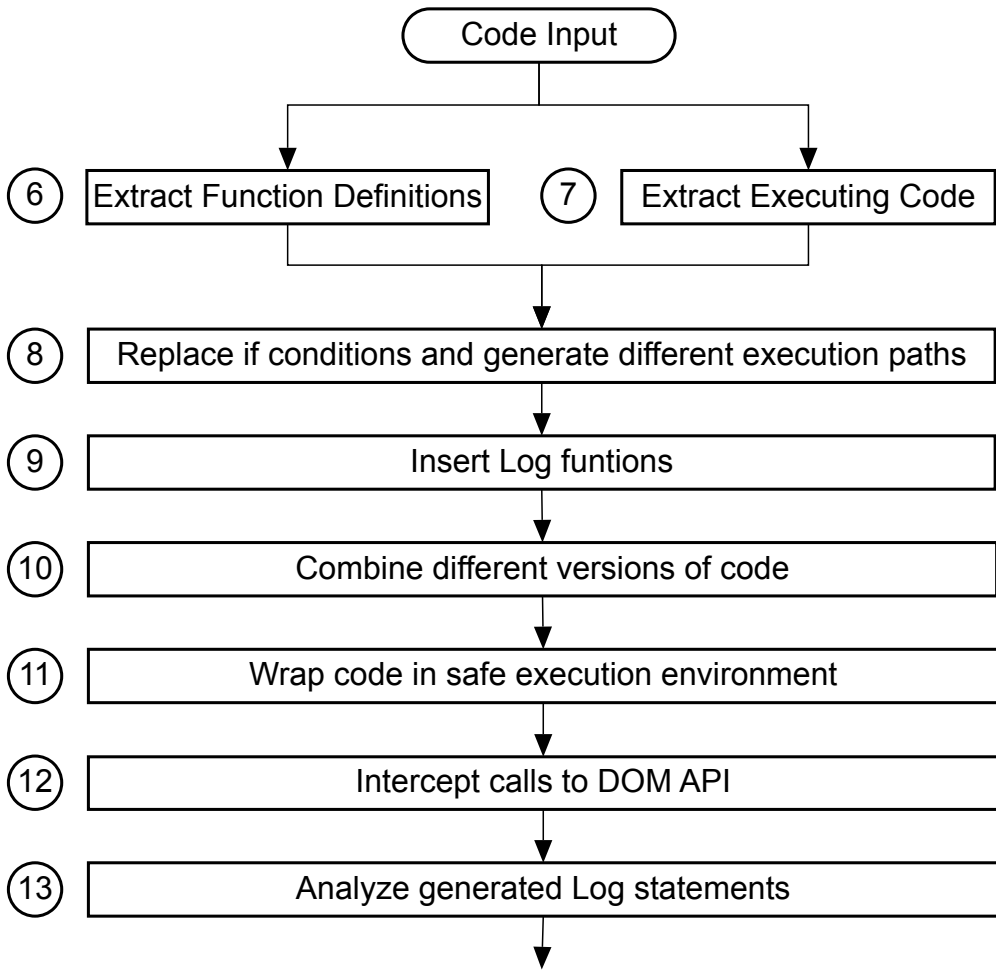 Code Input
6 Extract Function Definitions 7 Extract Executing Code
8 Replace if conditions and generate different execution paths
9 Insert Log funtions
10 Combine different versions of code
11 Wrap code in safe execution environment
12 Intercept calls to DOM API
13 Analyze generated Log statements